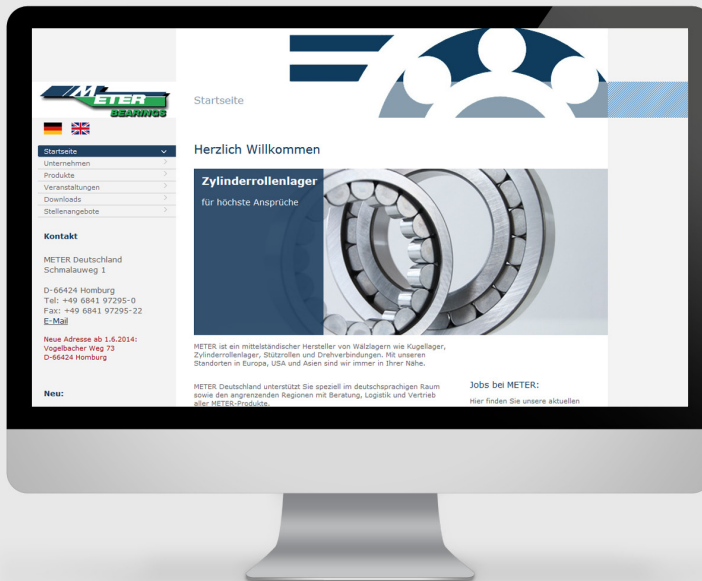 METER
BEARINGS
Startseite
Startseite
Unternehmen
Produkte
Veranstaltungen
Downloads
Stellenangebote
Kontakt
METER Deutschland
Schmalauweg 1
D-66424 Homburg
Tel: +49 6841 97295-0
Fax: +49 6841 97295-22
E-Mail
Neue Adresse ab 1.6.2014:
Vogelbacher Weg 73
D-66424 Homburg
Neu:
Herzlich Willkommen
Zylinderrollenlager
für höchste Ansprüche
METER ist ein mittelständischer Hersteller von Wälzlagern wie Kugellager,
Zylinderrollenlager, Stützrollen und Drehverbindungen. Mit unseren
Standorten in Europa, USA und Asien sind wir immer in Ihrer Nähe.
METER Deutschland unterstützt Sie speziell im deutschsprachigen Raum
sowie den angrenzenden Regionen mit Beratung, Logistik und Vertrieb
aller METER-Produkte.
Jobs bei METER:
Hier finden Sie unsere aktuellen